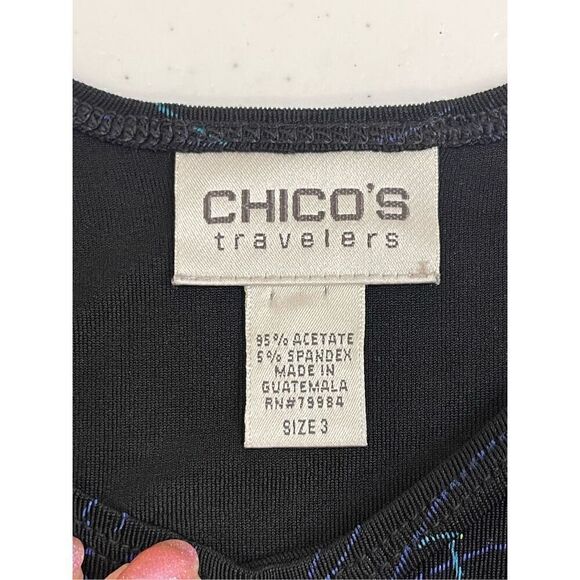 CHICO'S
travelers
95% ACETATE
5% SPANDEX
MADE IN
GUATEMALA
RN#79984
SIZE 3